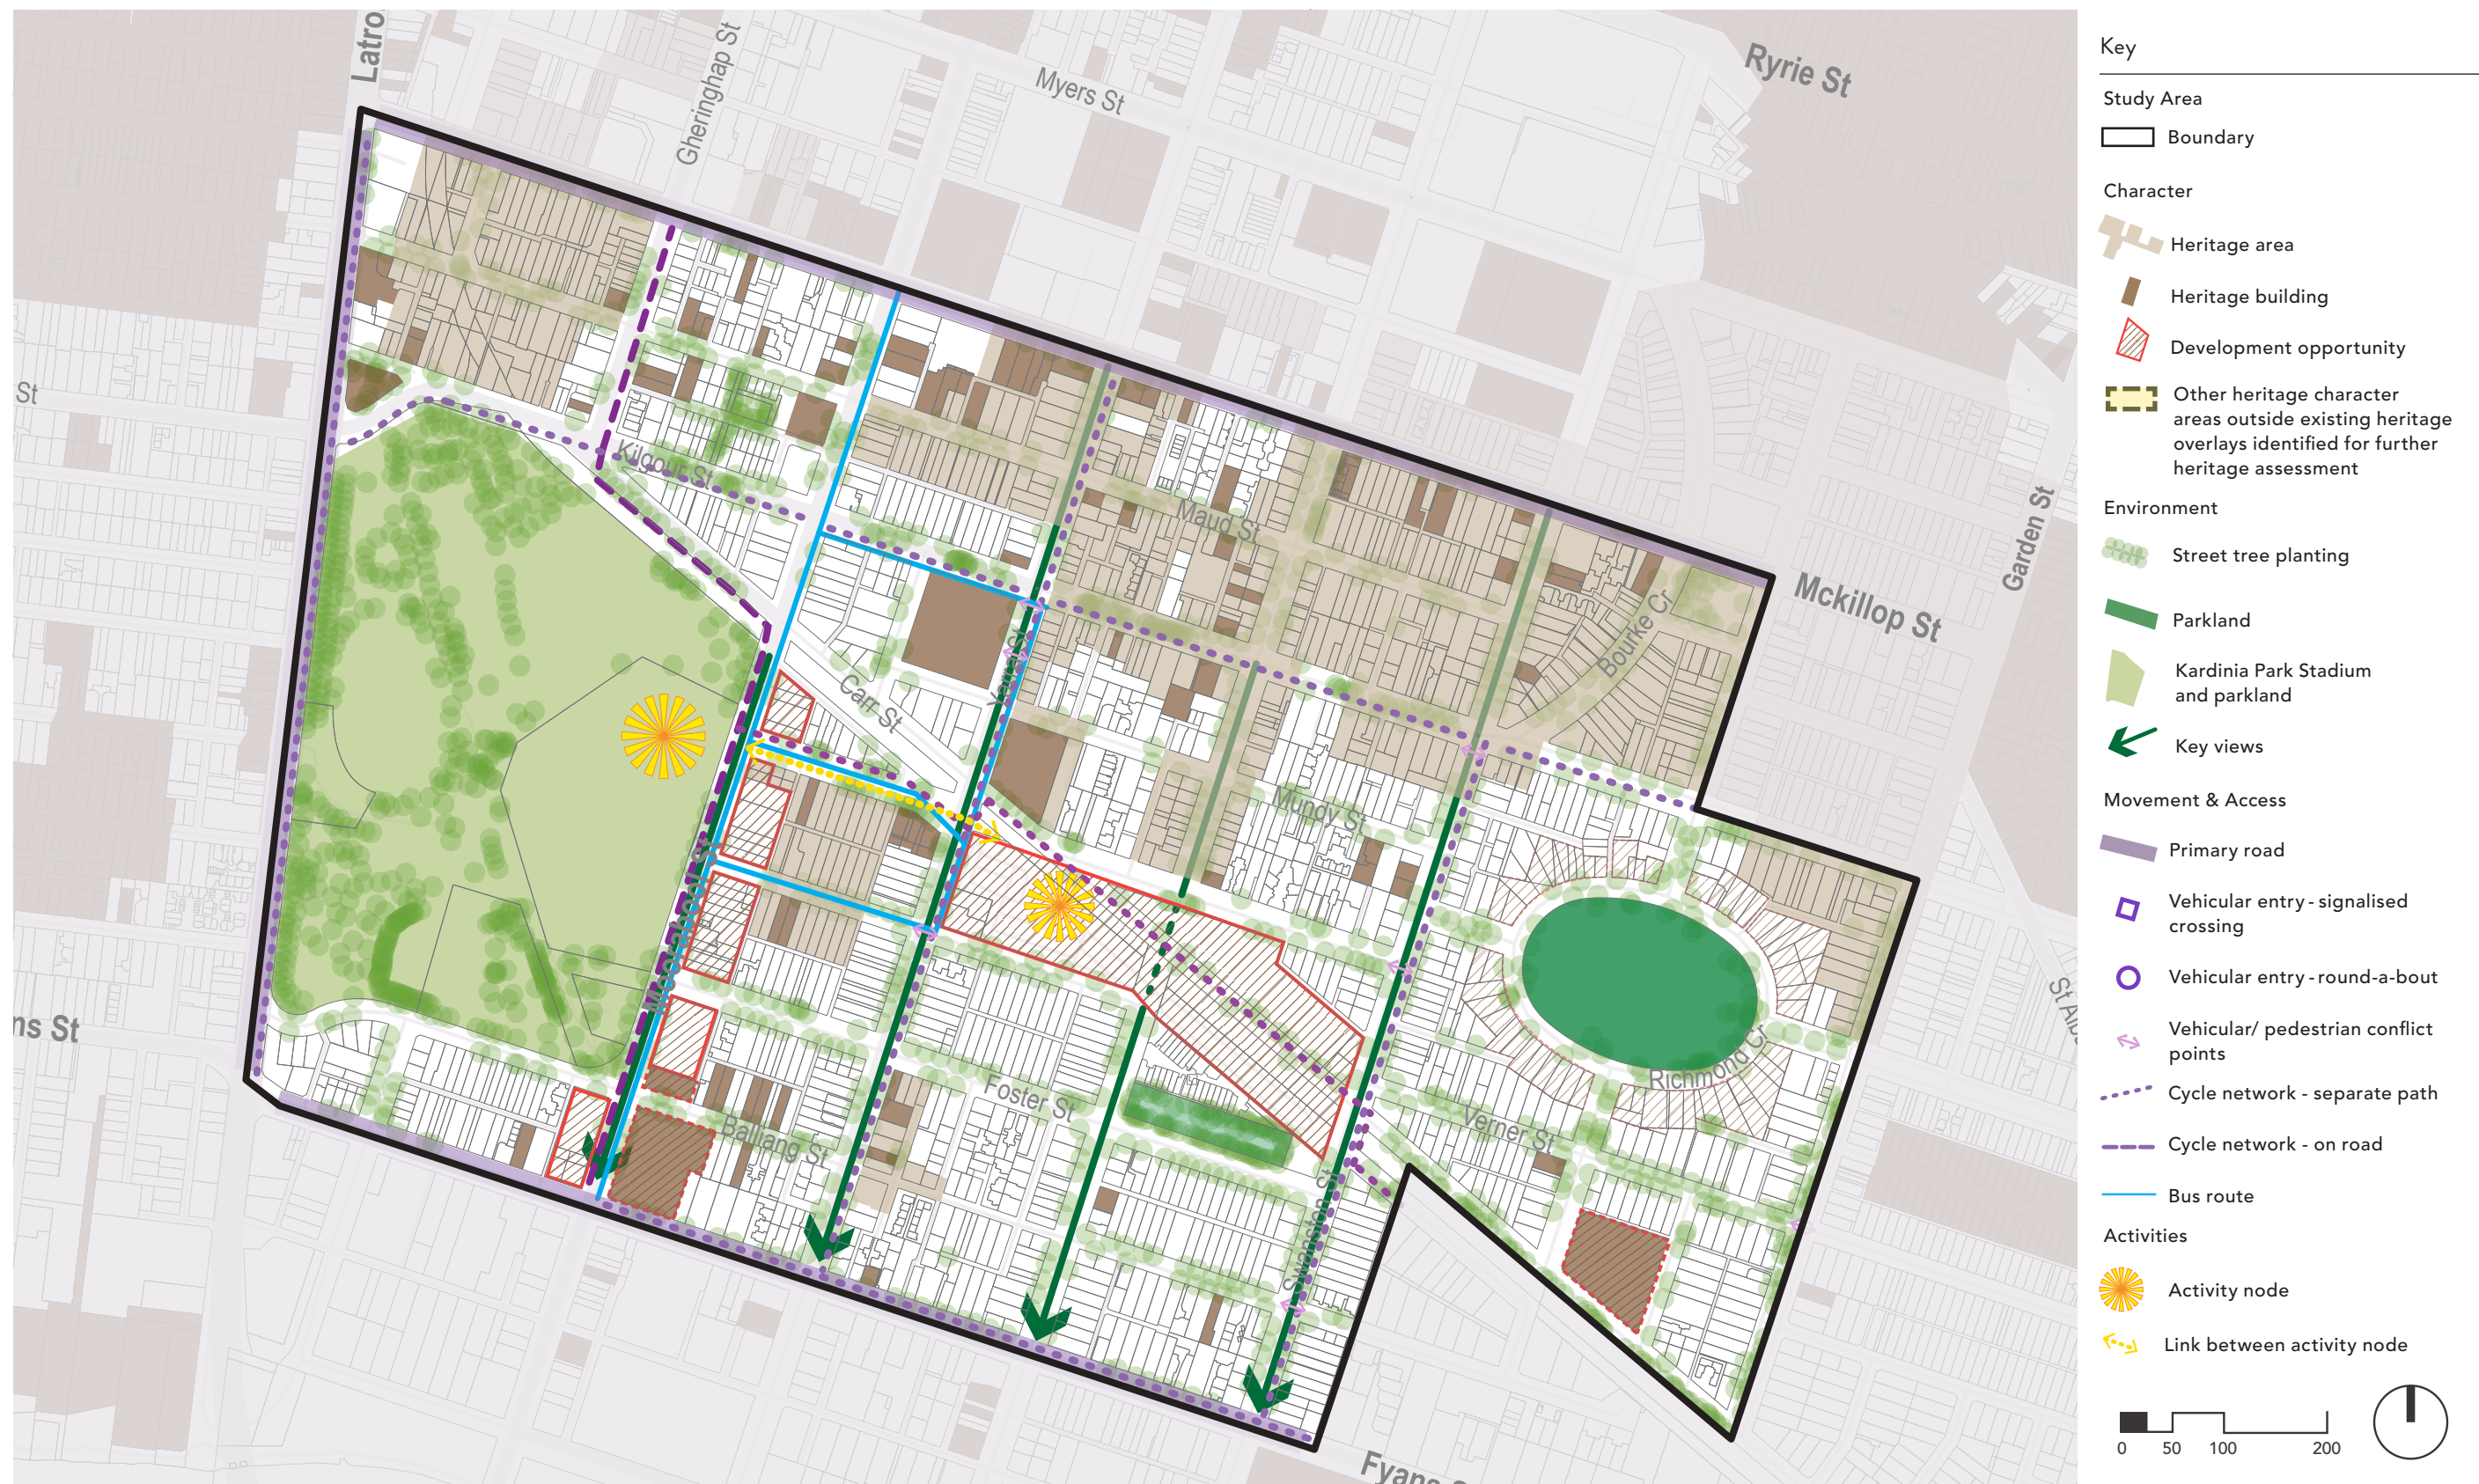 Latro
Gheringhap St
Myers St
Ryrie St
St
Kilgour St
Maud St
Mckillop St
Garden St
Bourke Cr
Yarra St
Carr St
Mundy St
Moorabool St
ns St
St Alb
Richmond Cr
Foster St
Verner St
Balliang St
Swanston St
Fyans S
Key
Study Area
Boundary
Character
Heritage area
Heritage building
Development opportunity
Other heritage character
areas outside existing heritage
overlays identified for further
heritage assessment
Environment
Street tree planting
Parkland
Kardinia Park Stadium
and parkland
Key views
Movement & Access
Primary road
Vehicular entry - signalised
crossing
Vehicular entry - round-a-bout
Vehicular/ pedestrian conflict
points
Cycle network - separate path
Cycle network - on road
Bus route
Activities
Activity node
Link between activity node
0 50 100 200